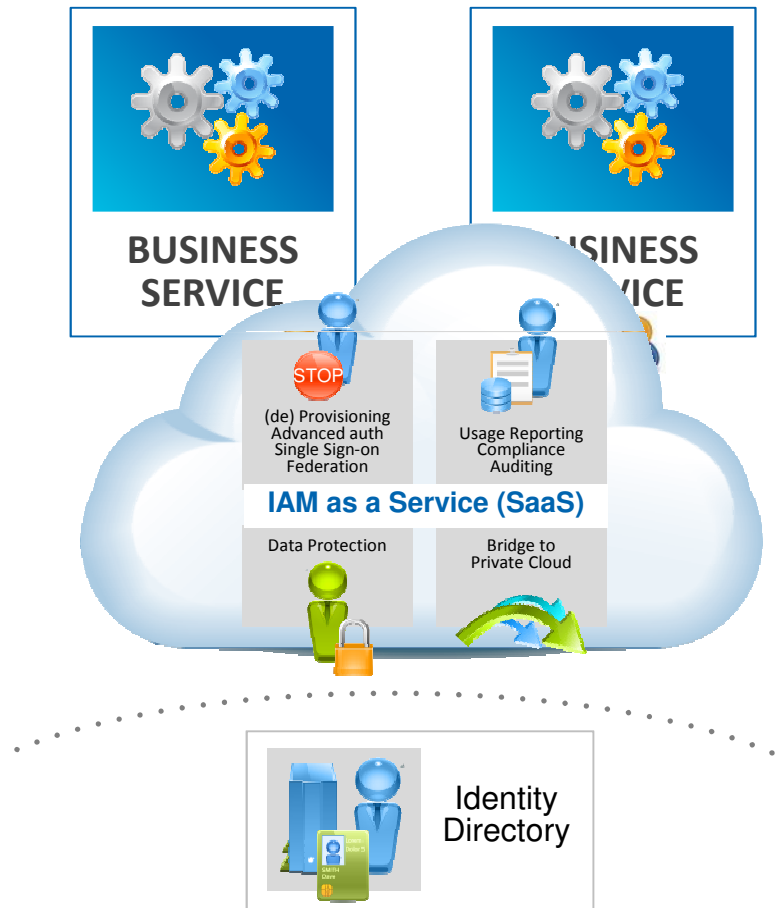 BUSINESS
SERVICE
BUSINESS
SERVICE
STOP
(de) Provisioning
Advanced auth
Single Sign-on
Federation
Usage Reporting
Compliance
Auditing
IAM as a Service (SaaS)
Data Protection
Bridge to
Private Cloud
Identity
Directory
SMITH